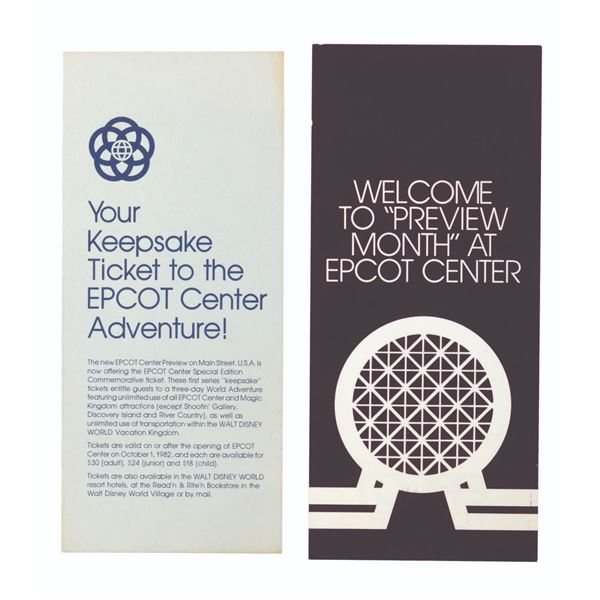 Your
Keepsake
Ticket to the
EPCOT Center
Adventure!
The new EPCOT Center Preview on Main Street, U.S.A. is
now offering the EPCOT Center Special Edition
Commemorative ticket. These first series "keepsake"
tickets entitle guests to a three-day World Adventure
featuring unlimited use of all EPCOT Center and Magic
Kingdom attractions (except Shootin' Gallery,
Discovery Island and River Country), as well as
unlimited use of transportation within the WALT DISNEY
WORLD Vacation Kingdom.
Tickets are valid on or after the opening of EPCOT
Center on October 1, 1982, and each are available for
$30 (adult), $24 (junior) and $18 (child).
Tickets are also available in the WALT DISNEY WORLD
resort hotels, at the Read'n & Rite'n Bookstore in the
Walt Disney World Village or by mail.
WELCOME
TO "PREVIEW
MONTH" AT
EPCOT CENTER